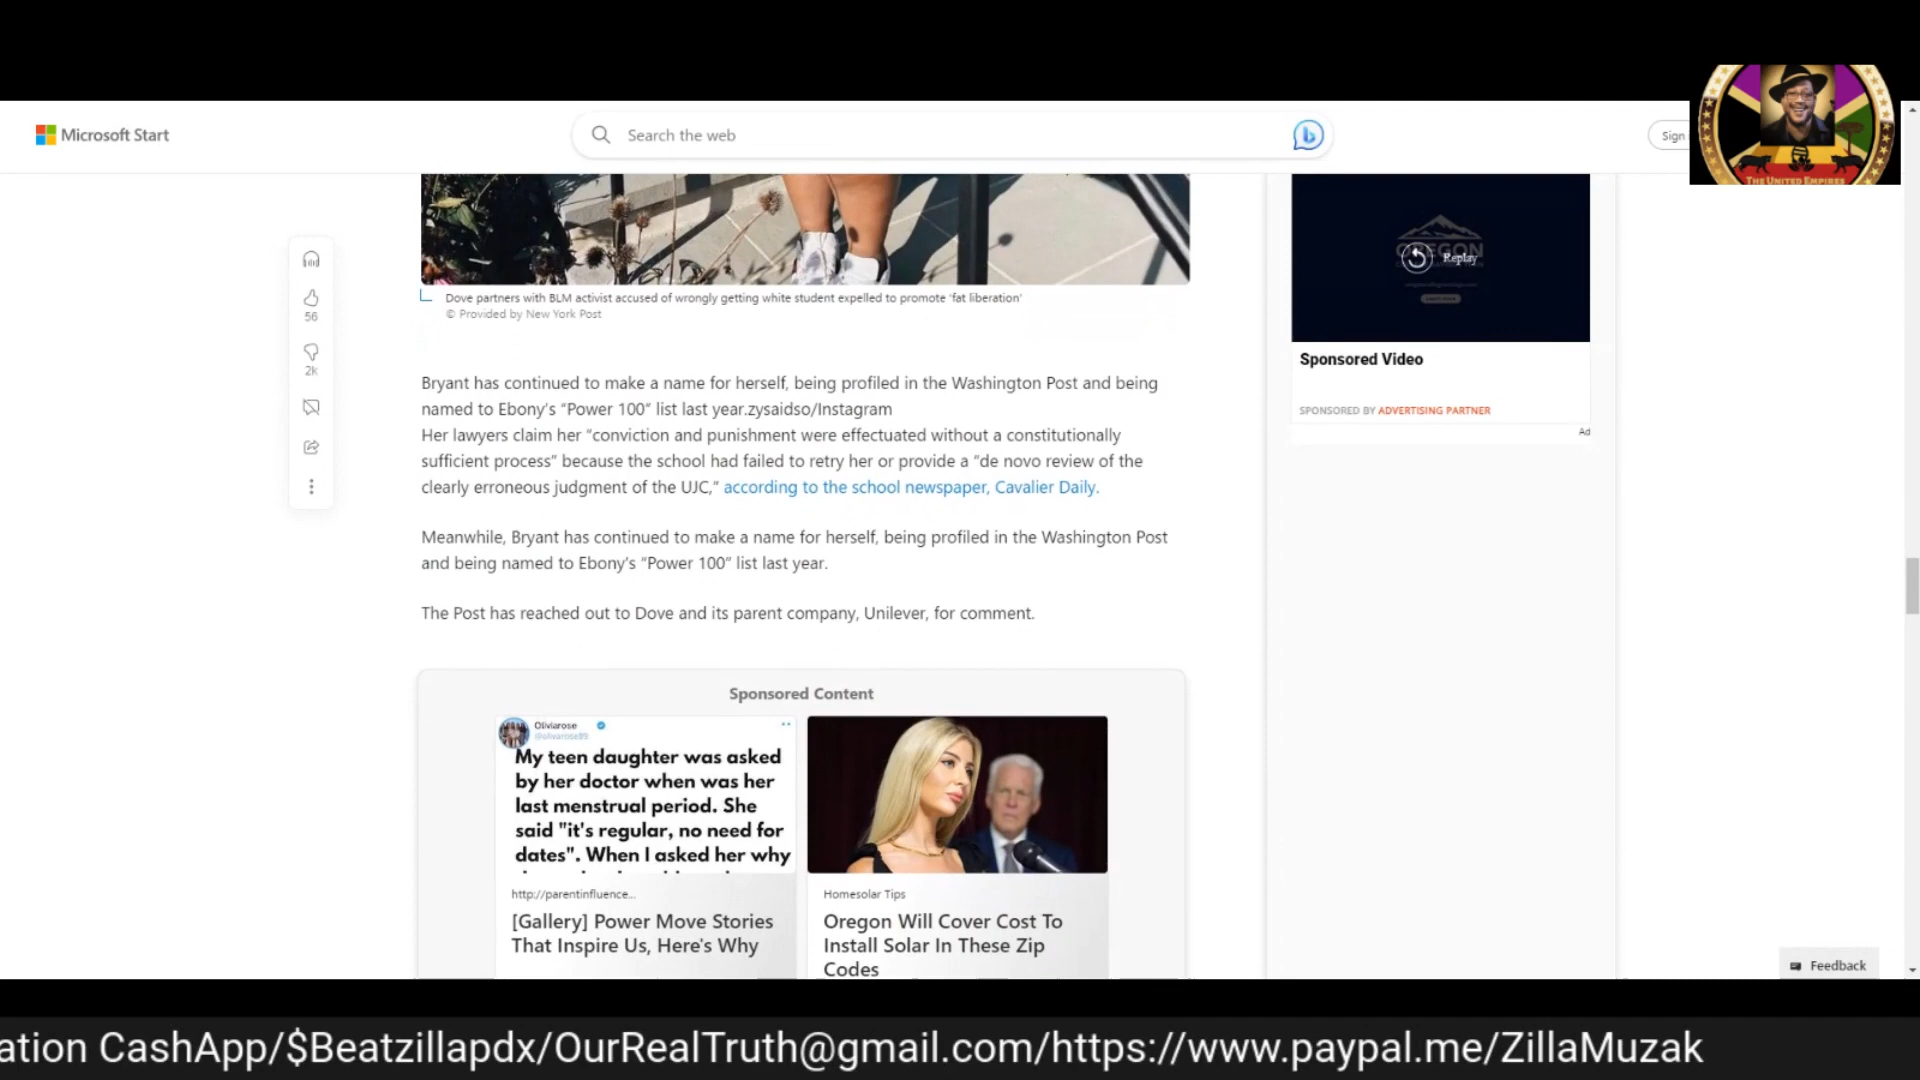 Microsoft Start
Search the web
Sign
THE UNITED EMPIRES
56
2k
Dove partners with BLM activist accused of wrongly getting white student expelled to promote 'fat liberation'
© Provided by New York Post
Bryant has continued to make a name for herself, being profiled in the Washington Post and being
named to Ebony's “Power 100” list last year.zysaidso/Instagram
Her lawyers claim her “conviction and punishment were effectuated without a constitutionally
sufficient process” because the school had failed to retry her or provide a “de novo review of the
clearly erroneous judgment of the UJC,” according to the school newspaper, Cavalier Daily.
Meanwhile, Bryant has continued to make a name for herself, being profiled in the Washington Post
and being named to Ebony’s “Power 100” list last year.
The Post has reached out to Dove and its parent company, Unilever, for comment.
OREGON
Replay
Sponsored Video
SPONSORED BY ADVERTISING PARTNER
Ad
Sponsored Content
Oliviarose
@olivarose89
My teen daughter was asked
by her doctor when was her
last menstrual period. She
said "it's regular, no need for
dates". When I asked her why
http://parentinfluence...
[Gallery] Power Move Stories
That Inspire Us, Here's Why
Homesolar Tips
Oregon Will Cover Cost To
Install Solar In These Zip
Codes
Feedback
ation CashApp/$Beatzillapdx/OurRealTruth@gmail.com/https://www.paypal.me/ZillaMuzak